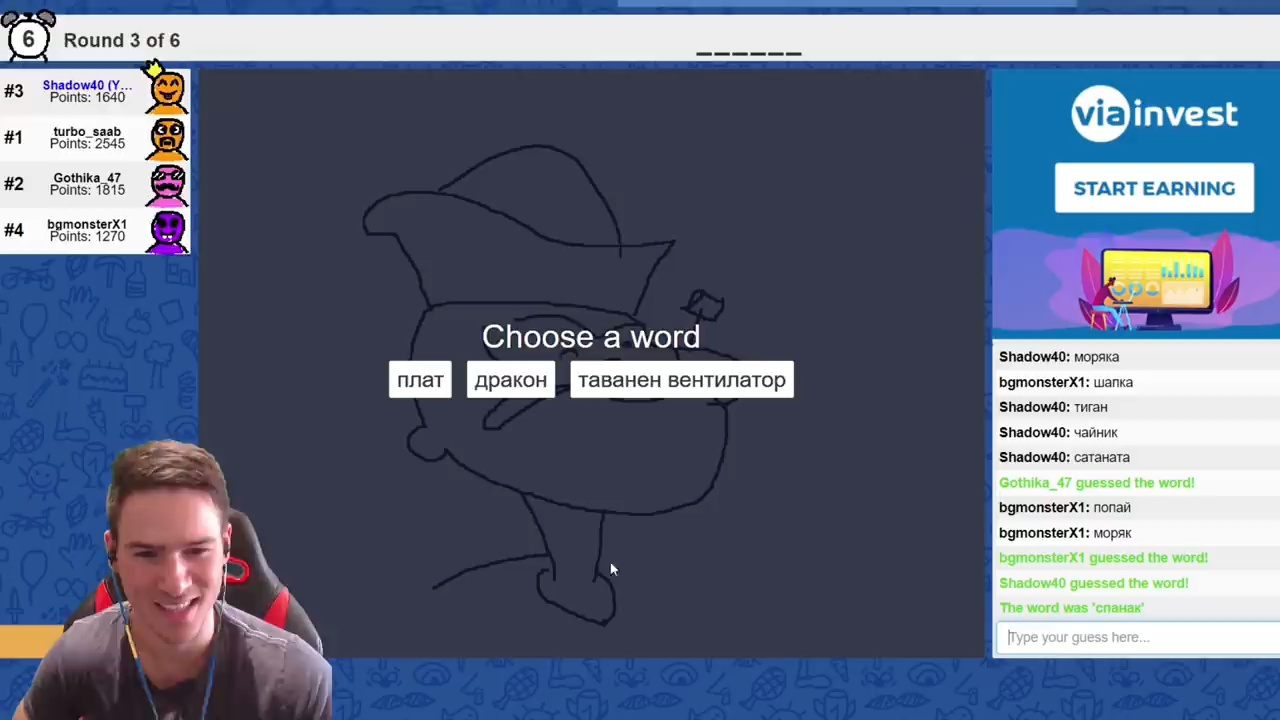 6
Round 3 of 6
______
#3
Shadow40 (Y...
Points: 1640
#1
turbo_saab
Points: 2545
#2
Gothika_47
Points: 1815
#4
bgmonsterX1
Points: 1270
Choose a word
плат
дракон
таванен вентилатор
viainvest
START EARNING
Shadow40: моряка
bgmonsterX1: шапка
Shadow40: тиган
Shadow40: чайник
Shadow40: сатаната
Gothika_47 guessed the word!
bgmonsterX1: попай
bgmonsterX1: моряк
bgmonsterX1 guessed the word!
Shadow40 guessed the word!
The word was 'спанак'
Type your guess here...